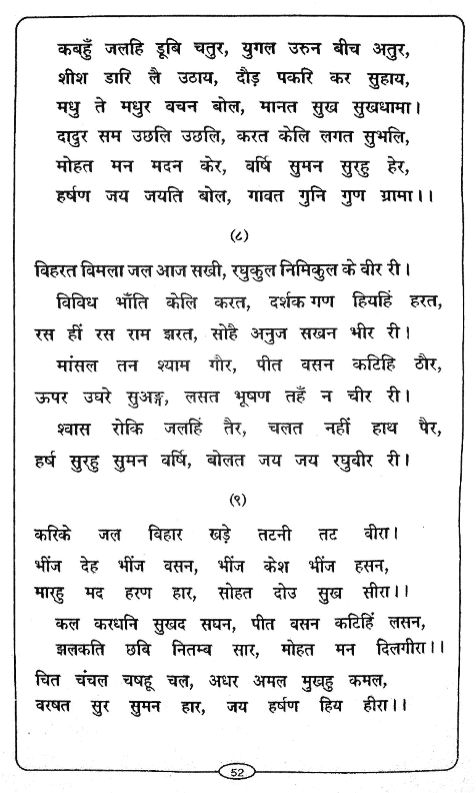 कबहुँ जलहि डूबि चतुर, युगल उरुन बीच अतुर,
शीश डारि लै उठाय, दौड़ पकरि कर सुहाय,
मधु ते मधुर वचन बोल, मानत सुख सुखधामा।
दादुर सम उछलि उछलि, करत केलि लगत सुभलि,
मोहत मन मदन केर, वर्षि सुमन सुरहु हेर,
हर्षण जय जयति बोल, गावत गुनि गुण ग्रामा।।
(८)
विहरत विमला जल आज सखी, रघुकुल निमिकुल के वीर री।
विविध भाँति केलि करत, दर्शक गण हियहिं हरत,
रस हीं रस राम झरत, सोहै अनुज सखन भीर री।
मांसल तन श्याम गौर, पीत वसन कटिहि ठौर,
ऊपर उघरे सुअङ्ग, लसत भूषण तहँ न चीर री।
श्वास रोकि जलहिं तैर, चलत नहीं हाथ पैर,
हर्ष सुरहु सुमन वर्षि, बोलत जय जय रघुवीर री।
(९)
करिके जल विहार खड़े तटनी तट वीरा।
भींज देह भींज वसन, भींज केश भींज हसन,
मारहु मद हरण हार, सोहत दोउ सुख सीरा।।
कल करधनि सुखद सघन, पीत वसन कटिहिं लसन,
झलकति छवि नितम्ब सार, मोहत मन दिलगीरा।।
चित चंचल चषहू चल, अधर अमल मुखहु कमल,
वरषत सुर सुमन हार, जय हर्षण हिय हीरा।।
52